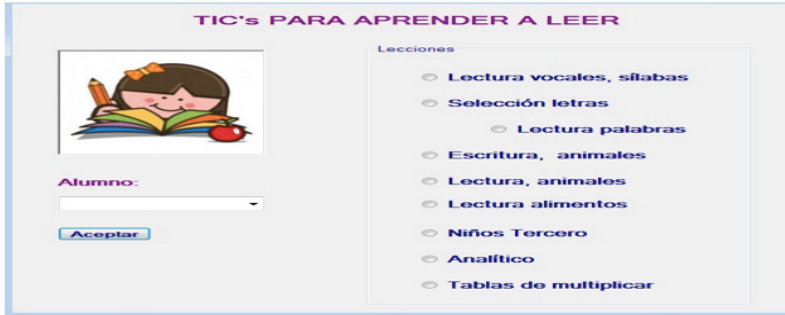 TIC's PARA APRENDER A LEER
Alumno:
Aceptar
Lecciones
Lectura vocales, sílabas
Selección letras
Lectura palabras
Escritura, animales
Lectura, animales
Lectura alimentos
Niños Tercero
Analítico
Tablas de multiplicar